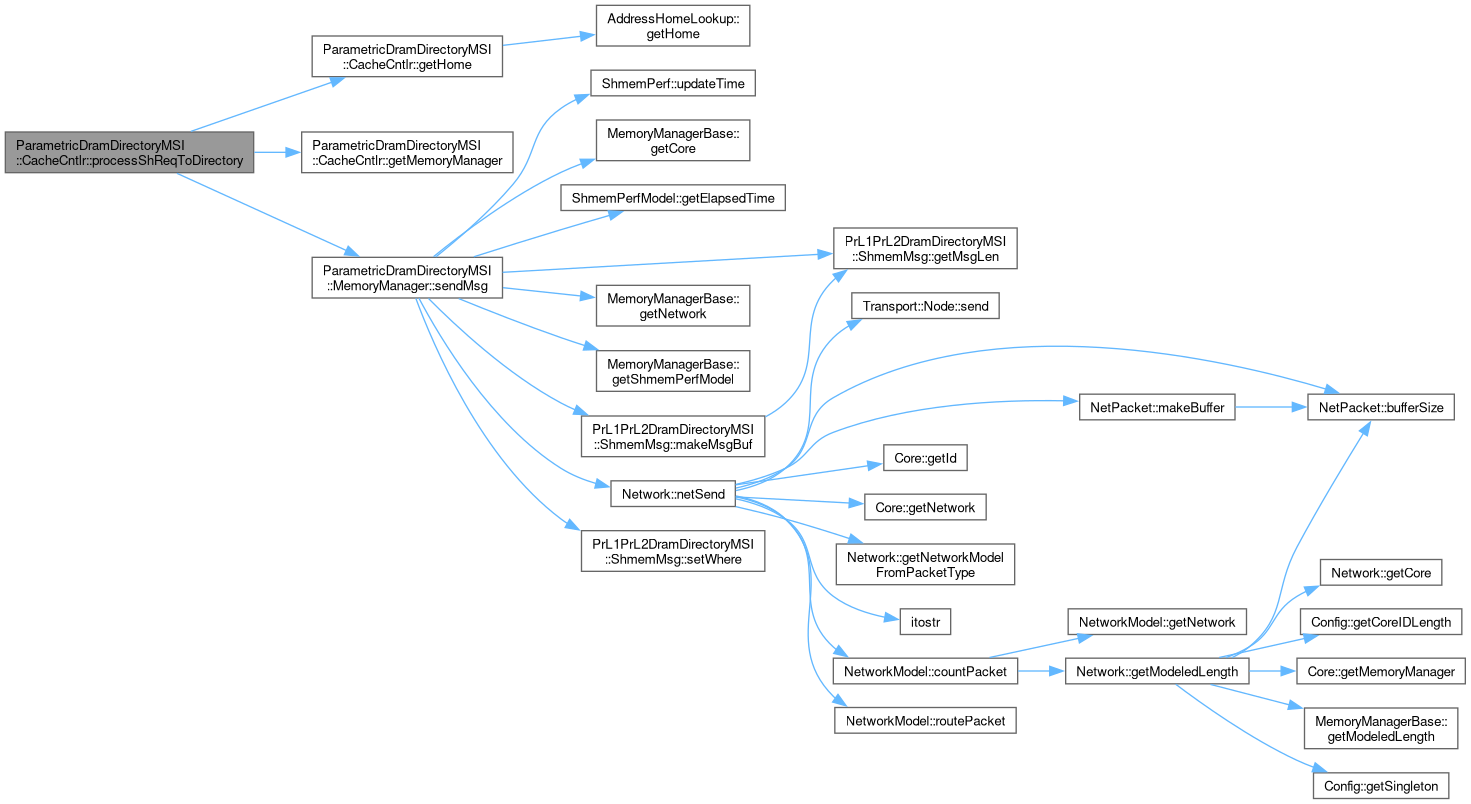 AddressHomeLookup::
getHome
ParametricDramDirectoryMSI
::CacheCntlr::getHome
ShmemPerf::updateTime
MemoryManagerBase::
getCore
ParametricDramDirectoryMSI
::CacheCntlr::processShReqToDirectory
ParametricDramDirectoryMSI
::CacheCntlr::getMemoryManager
ShmemPerfModel::getElapsedTime
PrL1PrL2DramDirectoryMSI
::ShmemMsg::getMsgLen
ParametricDramDirectoryMSI
::MemoryManager::sendMsg
MemoryManagerBase::
getNetwork
Transport::Node::send
MemoryManagerBase::
getShmemPerfModel
NetPacket::makeBuffer
NetPacket::bufferSize
PrL1PrL2DramDirectoryMSI
::ShmemMsg::makeMsgBuf
Core::getId
Network::netSend
Core::getNetwork
PrL1PrL2DramDirectoryMSI
::ShmemMsg::setWhere
Network::getNetworkModel
FromPacketType
Network::getCore
itostr
NetworkModel::getNetwork
Config::getCoreIDLength
NetworkModel::countPacket
Network::getModeledLength
Core::getMemoryManager
NetworkModel::routePacket
MemoryManagerBase::
getModeledLength
Config::getSingleton